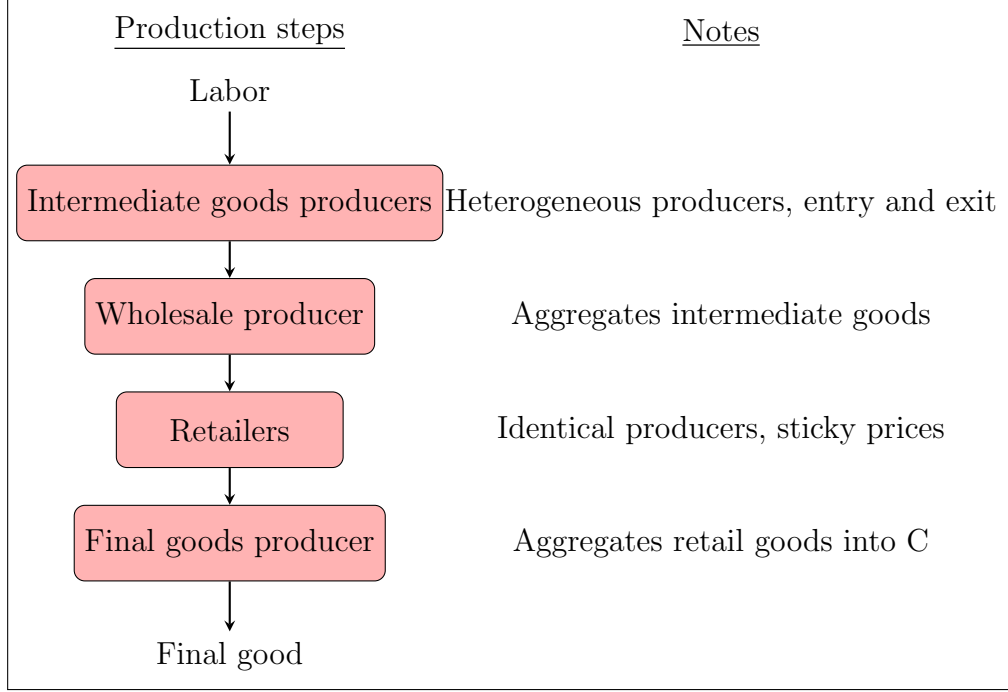 Production steps
Notes
Labor
Intermediate goods producers
Heterogeneous producers, entry and exit
Wholesale producer
Aggregates intermediate goods
Retailers
Identical producers, sticky prices
Final goods producer
Aggregates retail goods into C
Final good